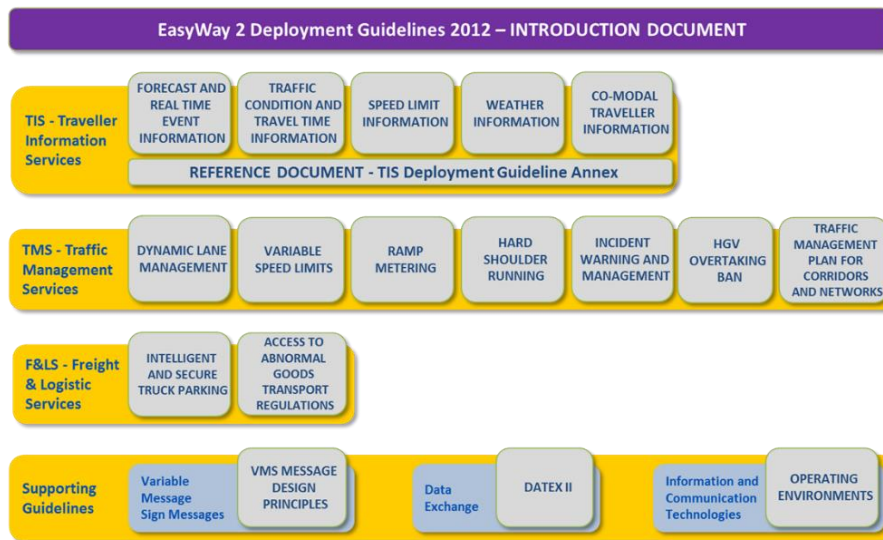 EasyWay 2 Deployment Guidelines 2012 – INTRODUCTION DOCUMENT
TIS - Traveller
Information
Services
FORECAST AND
REAL TIME
EVENT
INFORMATION
TRAFFIC
CONDITION AND
TRAVEL TIME
INFORMATION
SPEED LIMIT
INFORMATION
WEATHER
INFORMATION
CO-MODAL
TRAVELLER
INFORMATION
REFERENCE DOCUMENT - TIS Deployment Guideline Annex
TMS - Traffic
Management
Services
DYNAMIC LANE
MANAGEMENT
VARIABLE
SPEED LIMITS
RAMP
METERING
HARD
SHOULDER
RUNNING
INCIDENT
WARNING AND
MANAGEMENT
HGV
OVERTAKING
BAN
TRAFFIC
MANAGEMENT
PLAN FOR
CORRIDORS
AND NETWORKS
F&LS - Freight
& Logistic
Services
INTELLIGENT
AND SECURE
TRUCK PARKING
ACCESS TO
ABNORMAL
GOODS
TRANSPORT
REGULATIONS
Supporting
Guidelines
Variable
Message
Sign Messages
VMS MESSAGE
DESIGN
PRINCIPLES
Data
Exchange
DATEX II
Information and
Communication
Technologies
OPERATING
ENVIRONMENTS